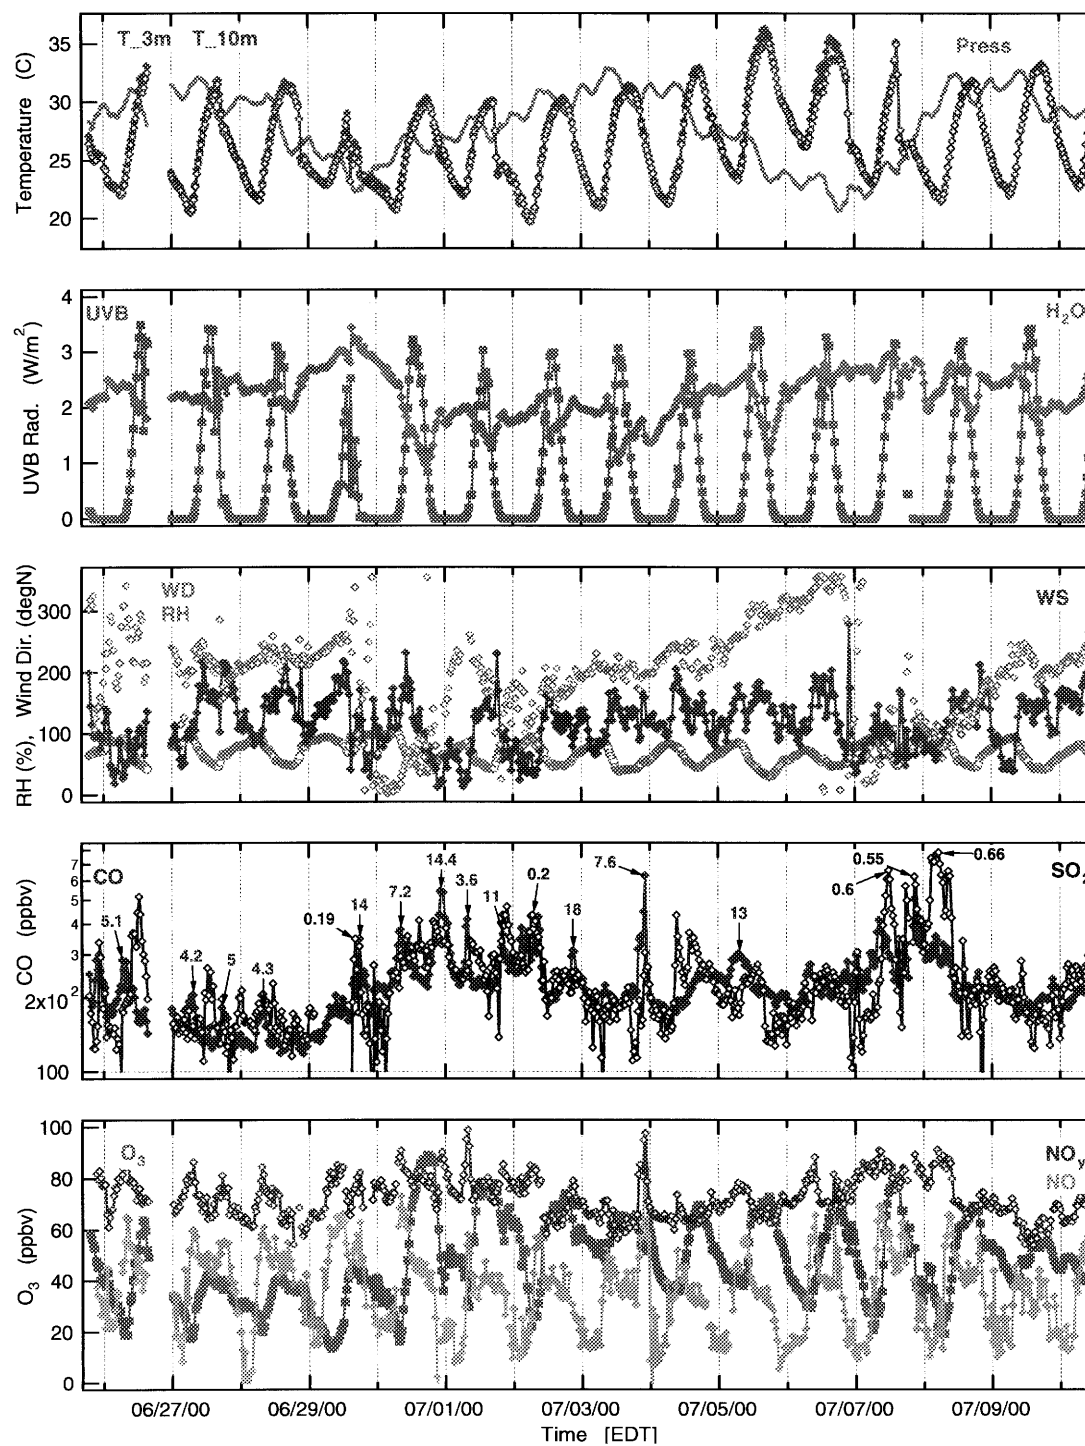 T_3m T_10m
Press
Temperature (C)
35
30
25
20
UVB
H2O
UVB Rad. (W/m2)
4
3
2
1
0
WD
RH
WS
RH (%), Wind Dir. (degN)
300
200
100
0
CO
SO2
CO (ppbv)
7
6
5
4
3
2x10^2
100
5.1
4.2
5
4.3
0.19
14
7.2
14.4
3.6
11
0.2
18
7.6
13
0.55
0.6
0.66
O3
NOy
NO
O3 (ppbv)
100
80
60
40
20
0
06/27/00 06/29/00 07/01/00 07/03/00 07/05/00 07/07/00 07/09/00
Time [EDT]